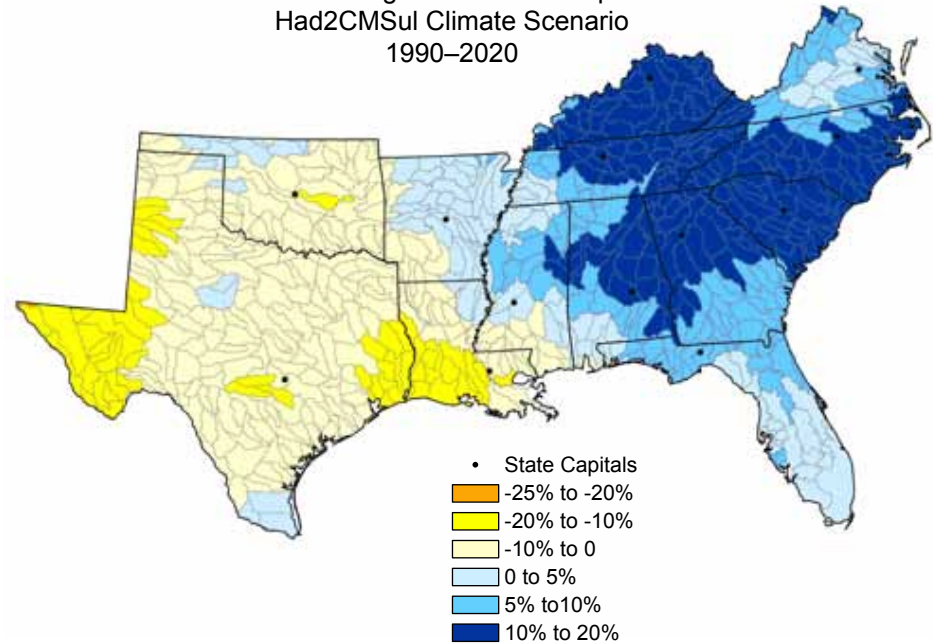 Had2CMSul Climate Scenario
1990–2020
State Capitals
-25% to -20%
-20% to -10%
-10% to 0
0 to 5%
5% to10%
10% to 20%